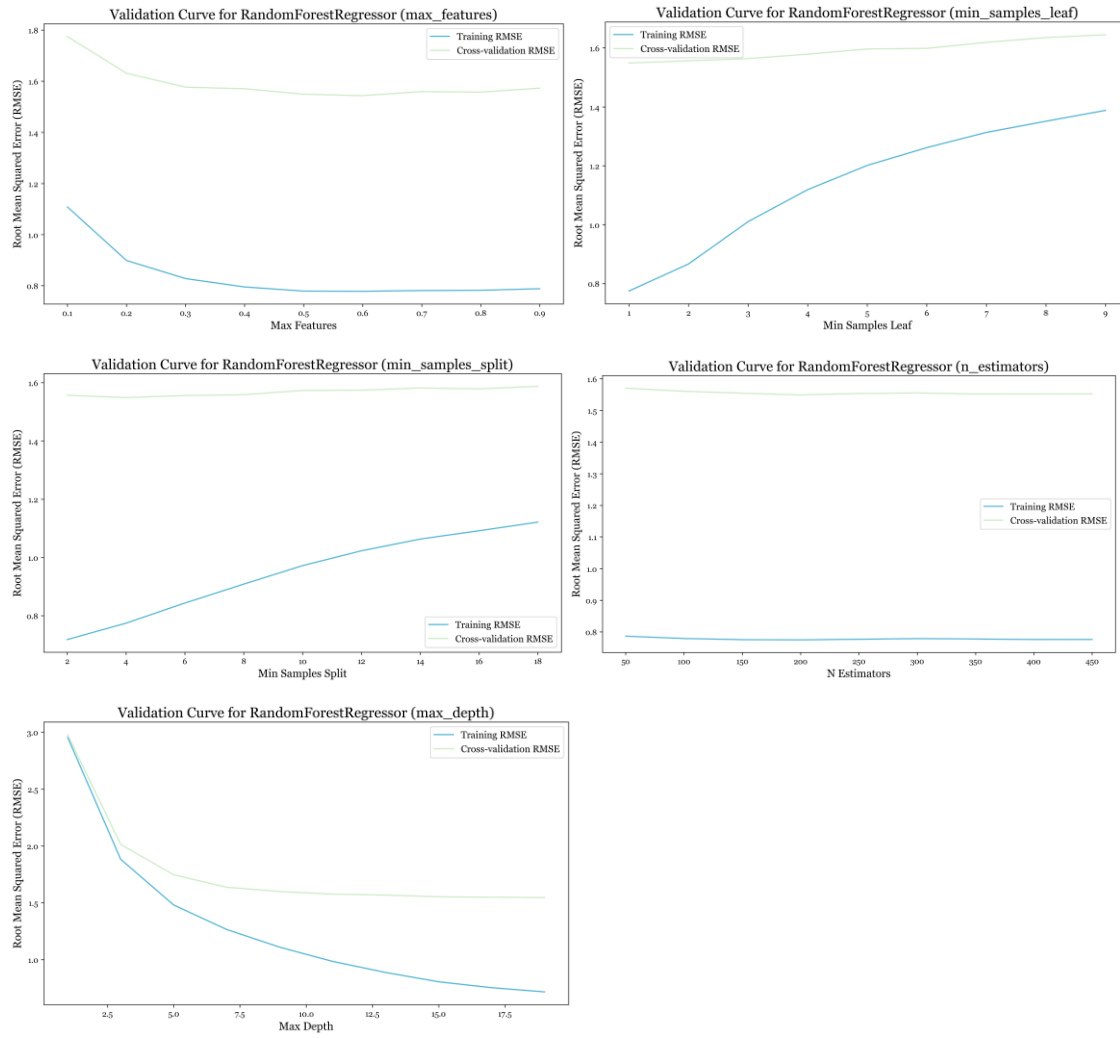 Validation Curve for RandomForestRegressor (max_features)
Root Mean Squared Error (RMSE)
1.8
1.6
1.4
1.2
1.0
0.8
Training RMSE
Cross-validation RMSE
0.1 0.2 0.3 0.4 0.5 0.6 0.7 0.8 0.9
Max Features
Validation Curve for RandomForestRegressor (min_samples_leaf)
Root Mean Squared Error (RMSE)
1.6
1.4
1.2
1.0
0.8
Training RMSE
Cross-validation RMSE
1 2 3 4 5 6 7 8 9
Min Samples Leaf
Validation Curve for RandomForestRegressor (min_samples_split)
Root Mean Squared Error (RMSE)
1.6
1.4
1.2
1.0
0.8
Training RMSE
Cross-validation RMSE
2 4 6 8 10 12 14 16 18
Min Samples Split
Validation Curve for RandomForestRegressor (n_estimators)
Root Mean Squared Error (RMSE)
1.6
1.5
1.4
1.3
1.2
1.1
1.0
0.9
0.8
Training RMSE
Cross-validation RMSE
50 100 150 200 250 300 350 400 450
N Estimators
Validation Curve for RandomForestRegressor (max_depth)
Root Mean Squared Error (RMSE)
3.0
2.5
2.0
1.5
1.0
Training RMSE
Cross-validation RMSE
2.5 5.0 7.5 10.0 12.5 15.0 17.5
Max Depth